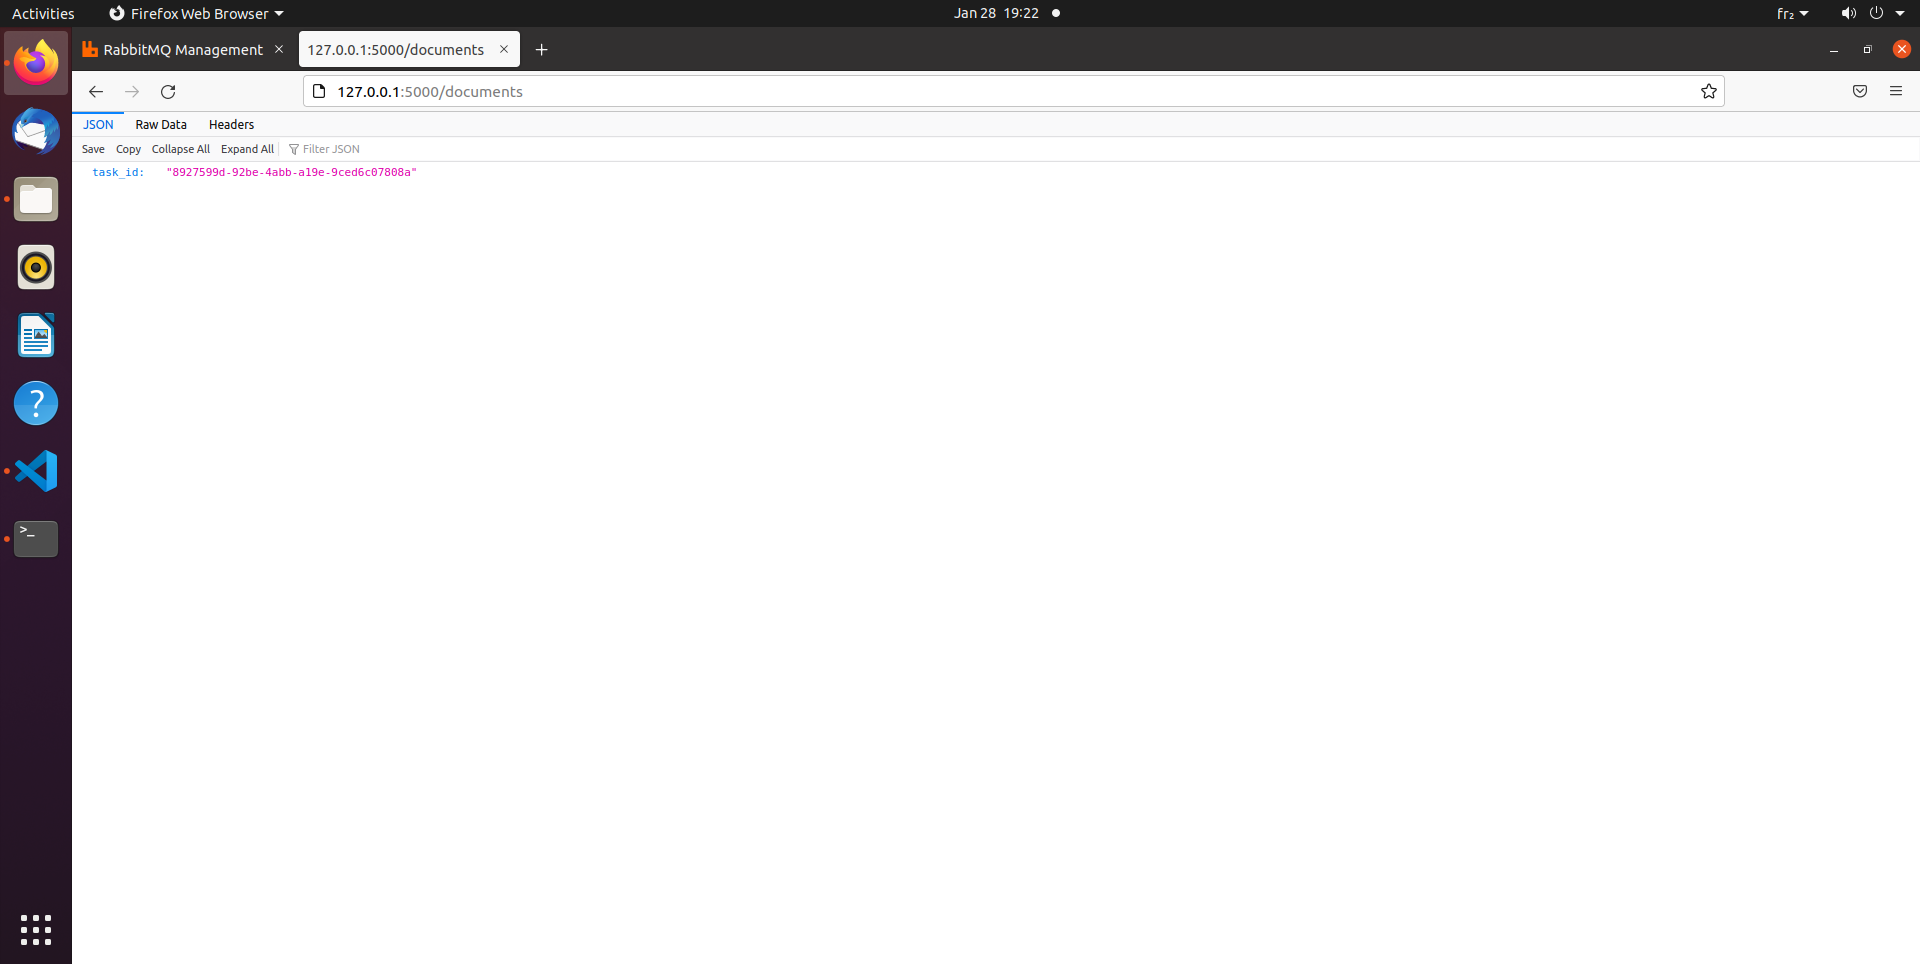 Activities Firefox Web Browser Jan 28 19:22 fr₂
RabbitMQ Management 127.0.0.1:5000/documents
127.0.0.1:5000/documents
JSON Raw Data Headers
Save Copy Collapse All Expand All Filter JSON
task_id: "8927599d-92be-4abb-a19e-9ced6c07808a"